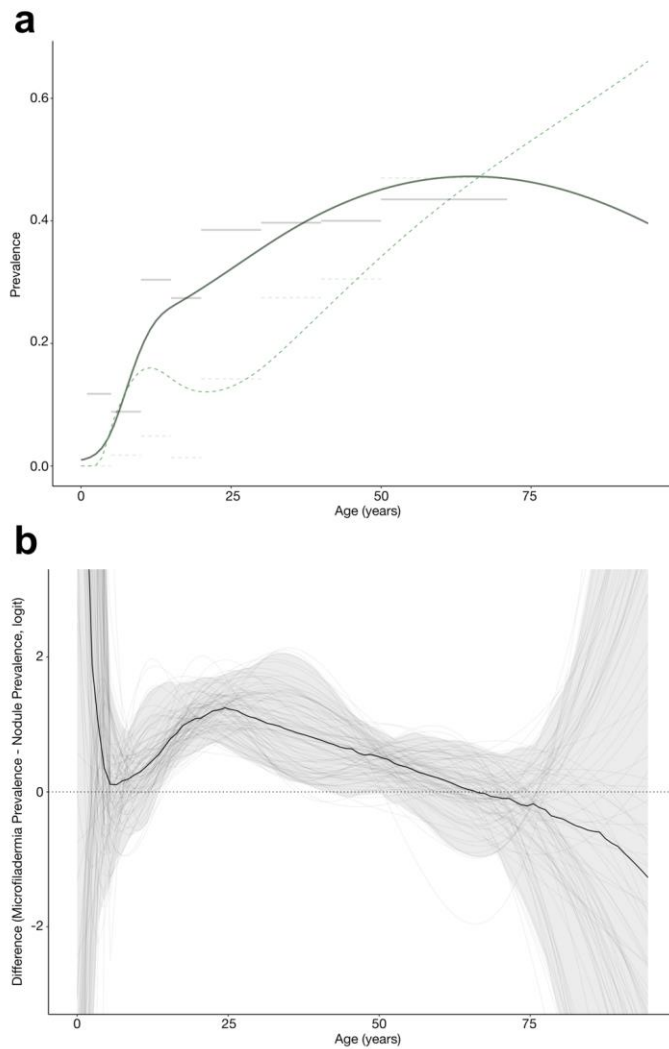 a
Prevalence
0.6
0.4
0.2
0.0
0 25 50 75
Age (years)
b
Difference (Microfiladermia Prevalence - Nodule Prevalence, logit)
2
0
-2
0 25 50 75
Age (years)